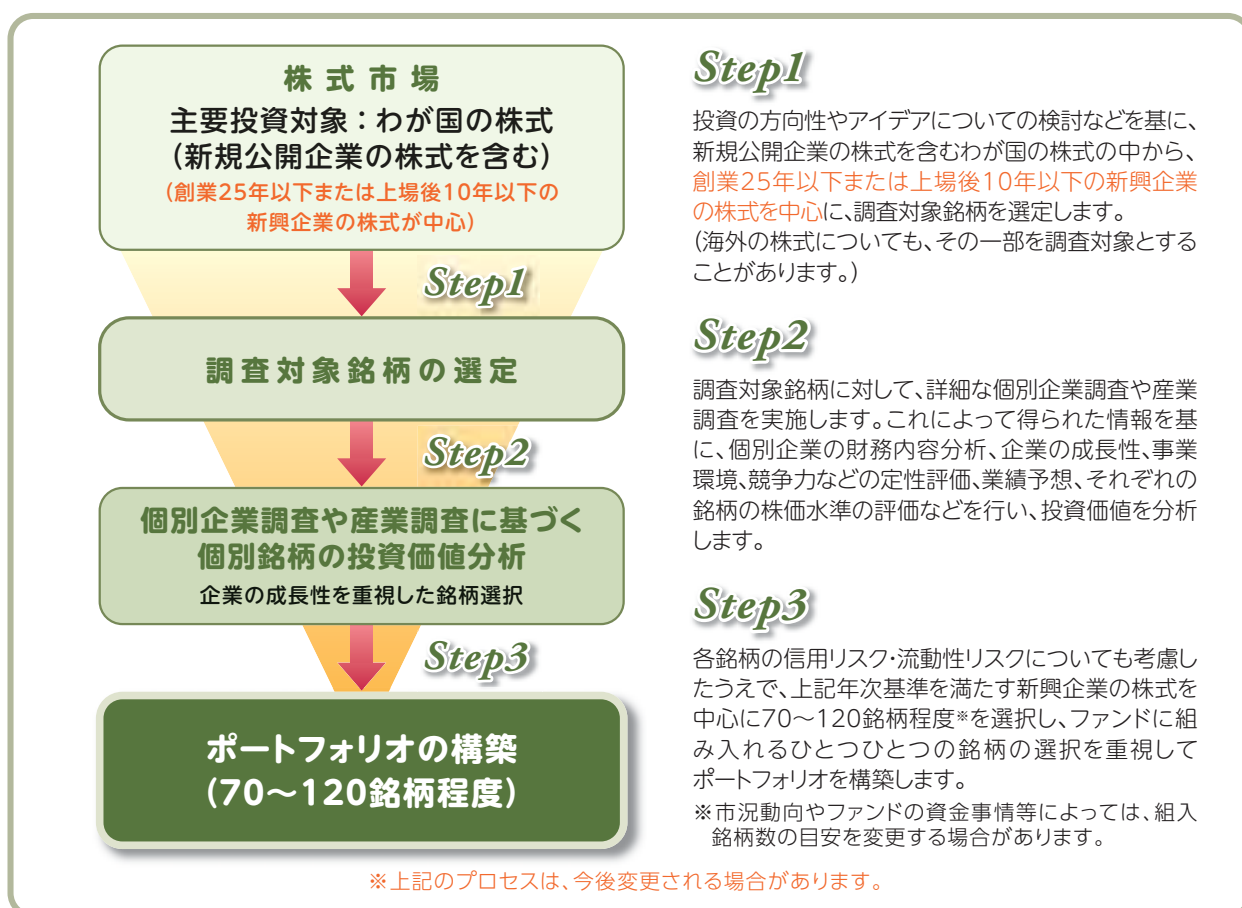 株式市場
主要投資対象：わが国の株式
(新規公開企業の株式を含む)
(創業25年以下または上場後10年以下の
新興企業の株式が中心)
Step1
調査対象銘柄の選定
Step2
個別企業調査や産業調査に基づく
個別銘柄の投資価値分析
企業の成長性を重視した銘柄選択
Step3
ポートフォリオの構築
(70〜120銘柄程度)
Step1
投資の方向性やアイデアについての検討などを基に、
新規公開企業の株式を含むわが国の株式の中から、
創業25年以下または上場後10年以下の新興企業
の株式を中心に、調査対象銘柄を選定します。
(海外の株式についても、その一部を調査対象とする
ことがあります。)
Step2
調査対象銘柄に対して、詳細な個別企業調査や産業
調査を実施します。これによって得られた情報を基
に、個別企業の財務内容分析、企業の成長性、事業
環境、競争力などの定性評価、業績予想、それぞれの
銘柄の株価水準の評価などを行い、投資価値を分析
します。
Step3
各銘柄の信用リスク・流動性リスクについても考慮し
たうえで、上記年次基準を満たす新興企業の株式を
中心に70〜120銘柄程度※を選択し、ファンドに組
み入れるひとつひとつの銘柄の選択を重視して
ポートフォリオを構築します。
※市況動向やファンドの資金事情等によっては、組入
銘柄数の目安を変更する場合があります。
※上記のプロセスは、今後変更される場合があります。